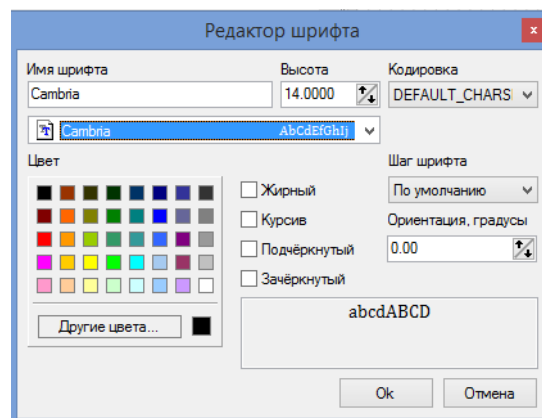 Редактор шрифта
x
Имя шрифта Высота Кодировка
Cambria 14.0000 DEFAULT_CHARS
Cambria AbCdEfGhIj
Цвет Шаг шрифта
Жирный По умолчанию
Курсив Ориентация, градусы
Подчёркнутый 0.00
Зачёркнутый
Другие цвета... abcdABCD
Ok Отмена